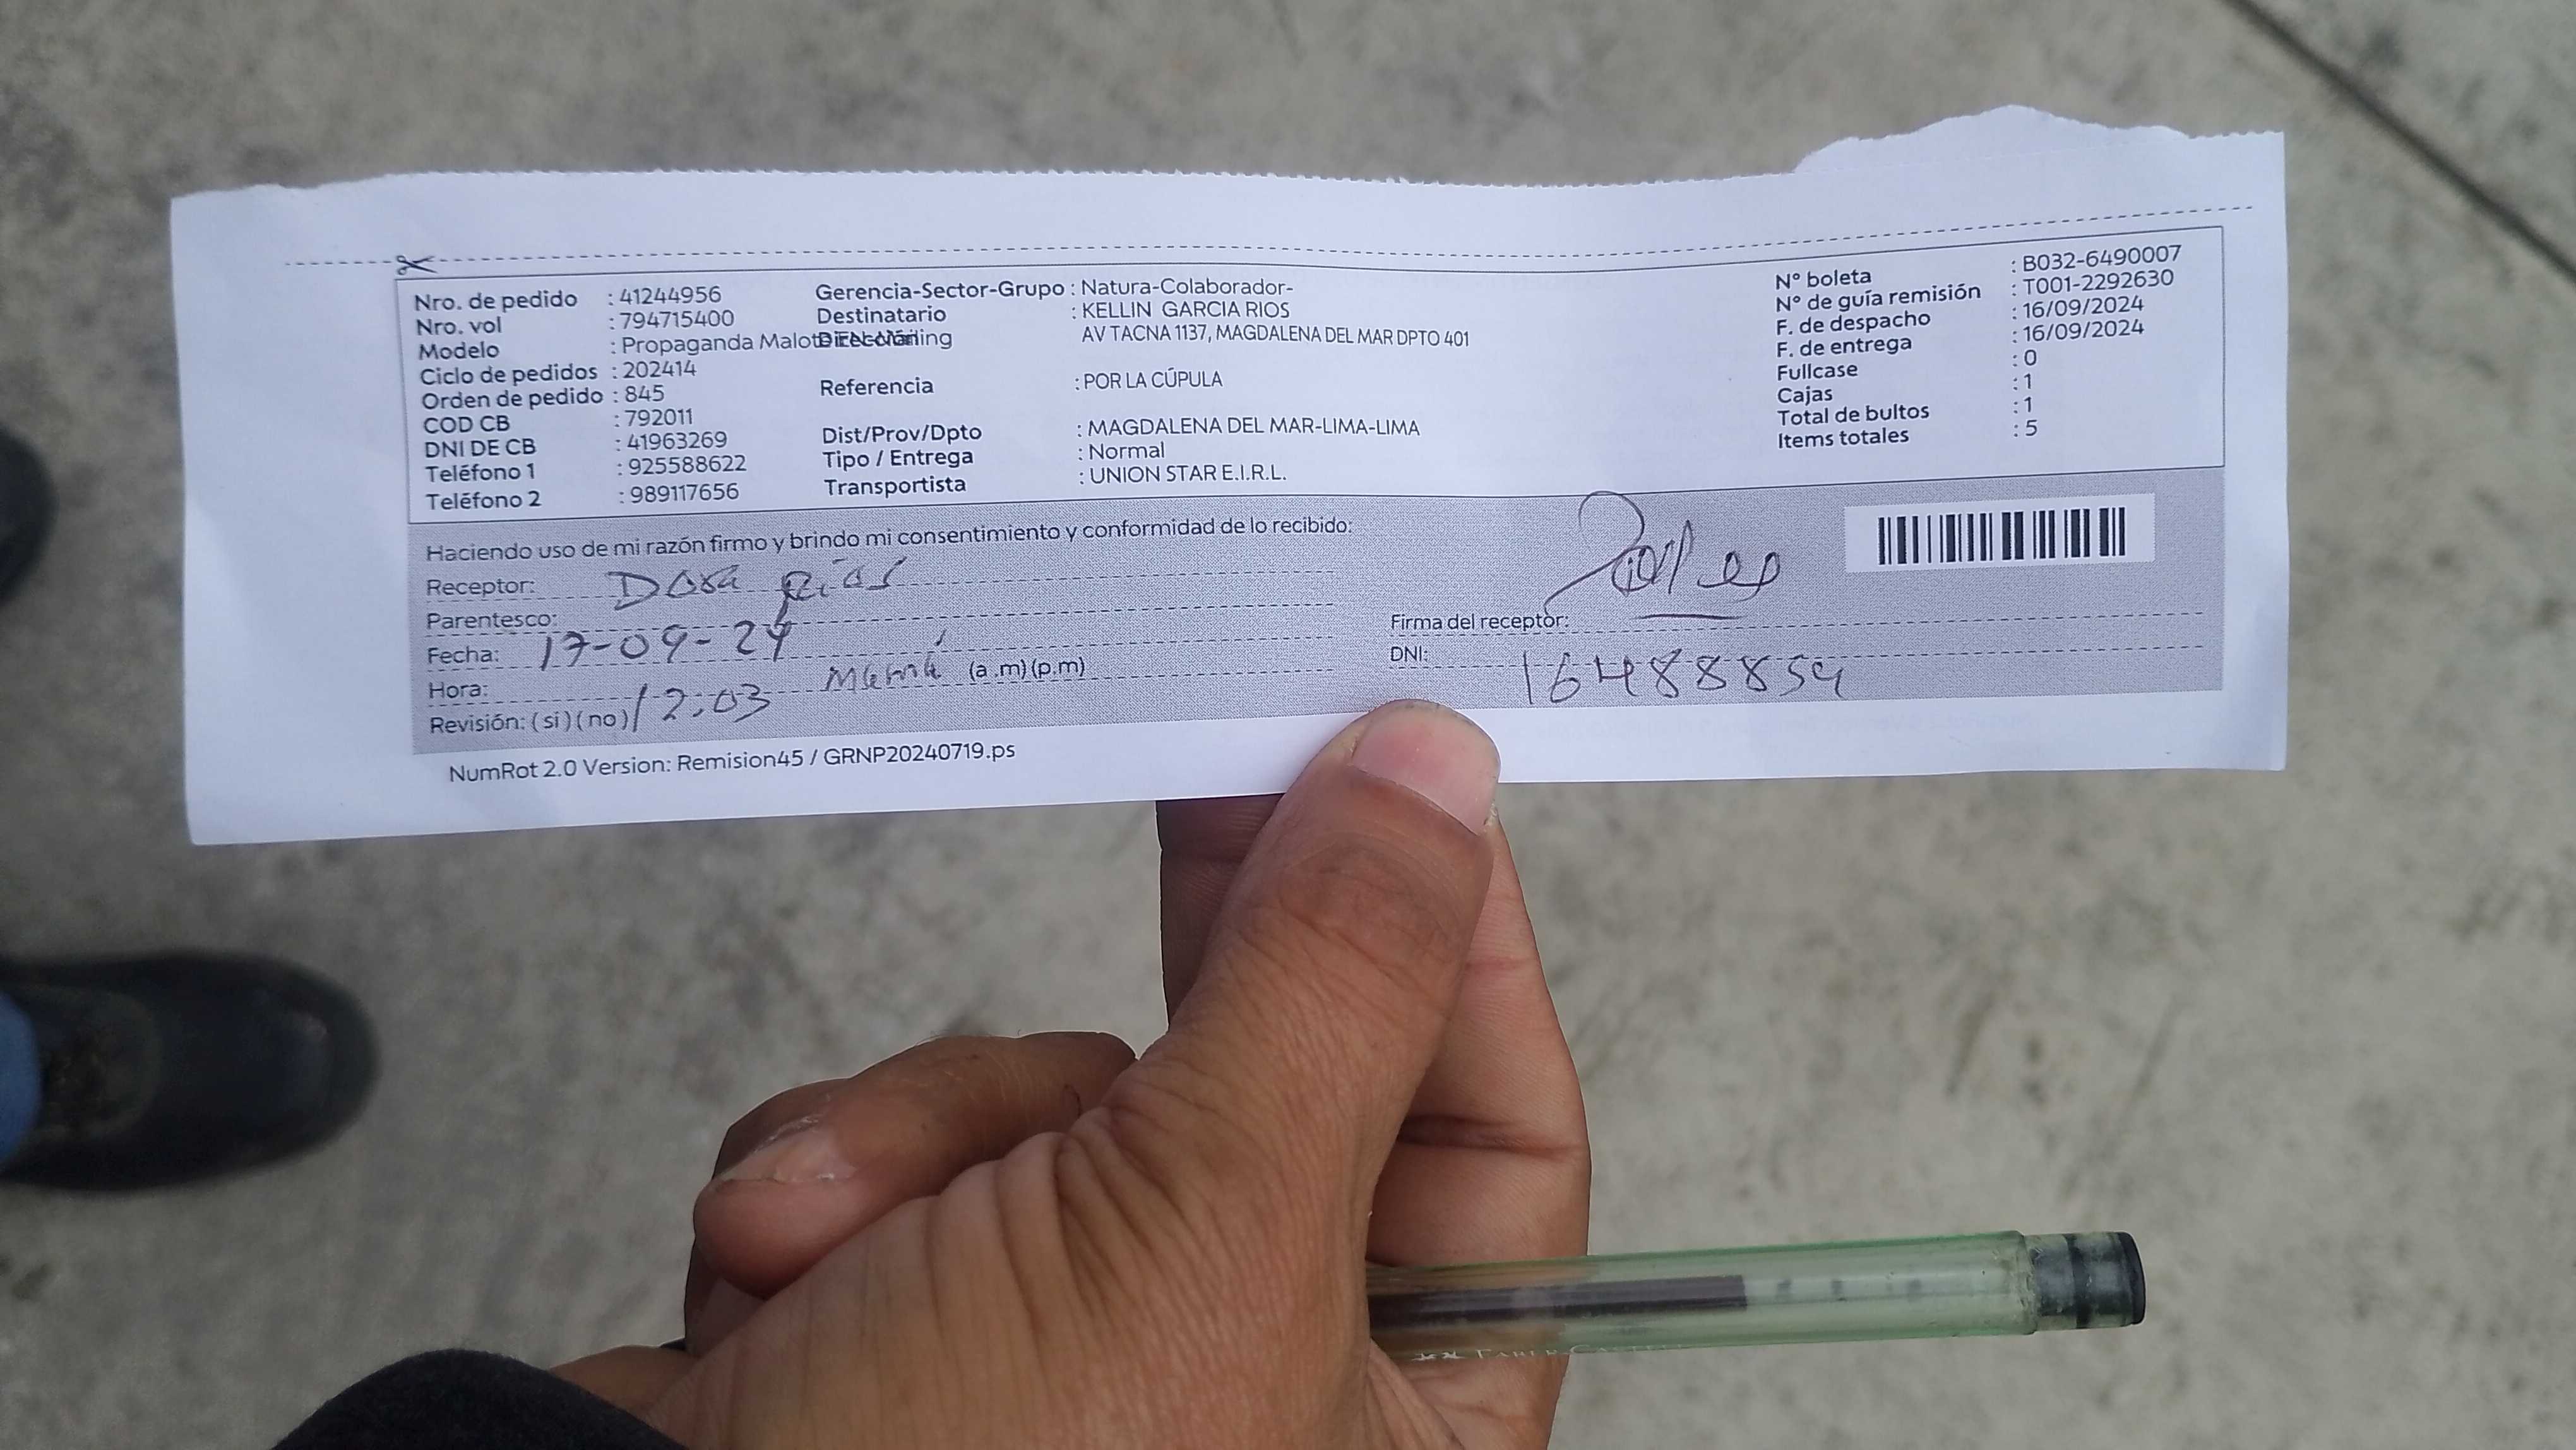 Nro. de pedido : 41244956
Nro. vol : 794715400
Modelo : Propaganda
Ciclo de pedidos : 202414
Orden de pedido : 845
COD CB : 792011
DNI DE CB : 41963269
Teléfono 1 : 925588622
Teléfono 2 : 989117656
Gerencia-Sector-Grupo : Natura-Colaborador-
Destinatario : KELLIN GARCIA RIOS
AV TACNA 1137, MAGDALENA DEL MAR DPTO 401
Referencia : POR LA CÚPULA
Dist/Prov/Dpto : MAGDALENA DEL MAR-LIMA-LIMA
Tipo / Entrega : Normal
Transportista : UNION STAR E.I.R.L.
N° boleta : B032-6490007
N° de guía remisión : T001-2292630
F. de despacho : 16/09/2024
F. de entrega : 16/09/2024
Fullcase : 0
Cajas : 1
Total de bultos : 1
Items totales : 5
Haciendo uso de mi razón firmo y brindo mi consentimiento y conformidad de lo recibido:
Receptor: Rios
Parentesco:
Fecha: 17-09-24
Hora: 12:03 mamá (a.m)(p.m)
Revisión: (si)(no)
Firma del receptor:
DNI: 16488854
NumRot 2.0 Version: Remision45 / GRNP20240719.ps